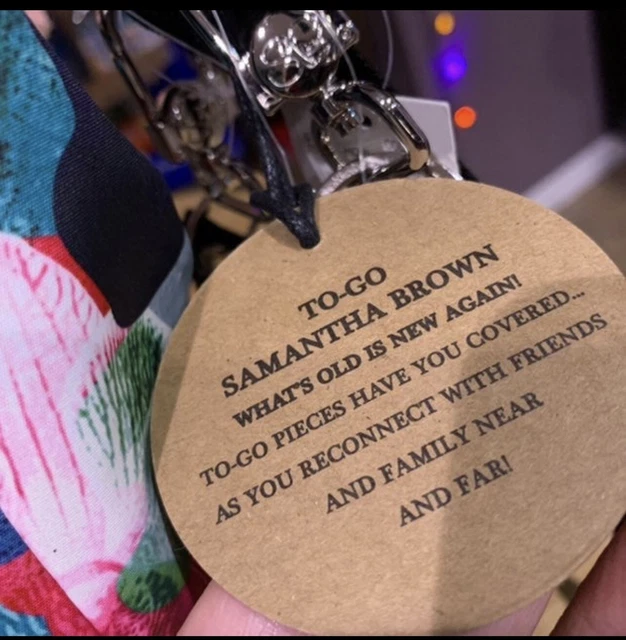 TO-GO
SAMANTHA BROWN
WHAT'S OLD IS NEW AGAIN!
TO-GO PIECES HAVE YOU COVERED...
AS YOU RECONNECT WITH FRIENDS
AND FAMILY NEAR
AND FAR!